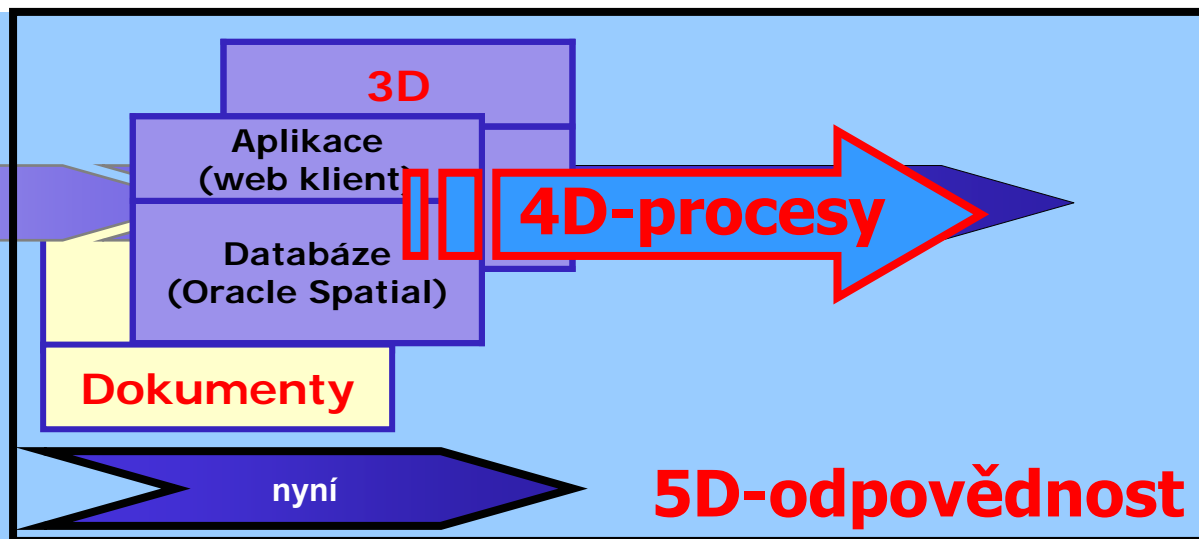 3D
Aplikace
(web klient)
4D-procesy
Databáze
(Oracle Spatial)
Dokumenty
nyní
5D-odpovědnost